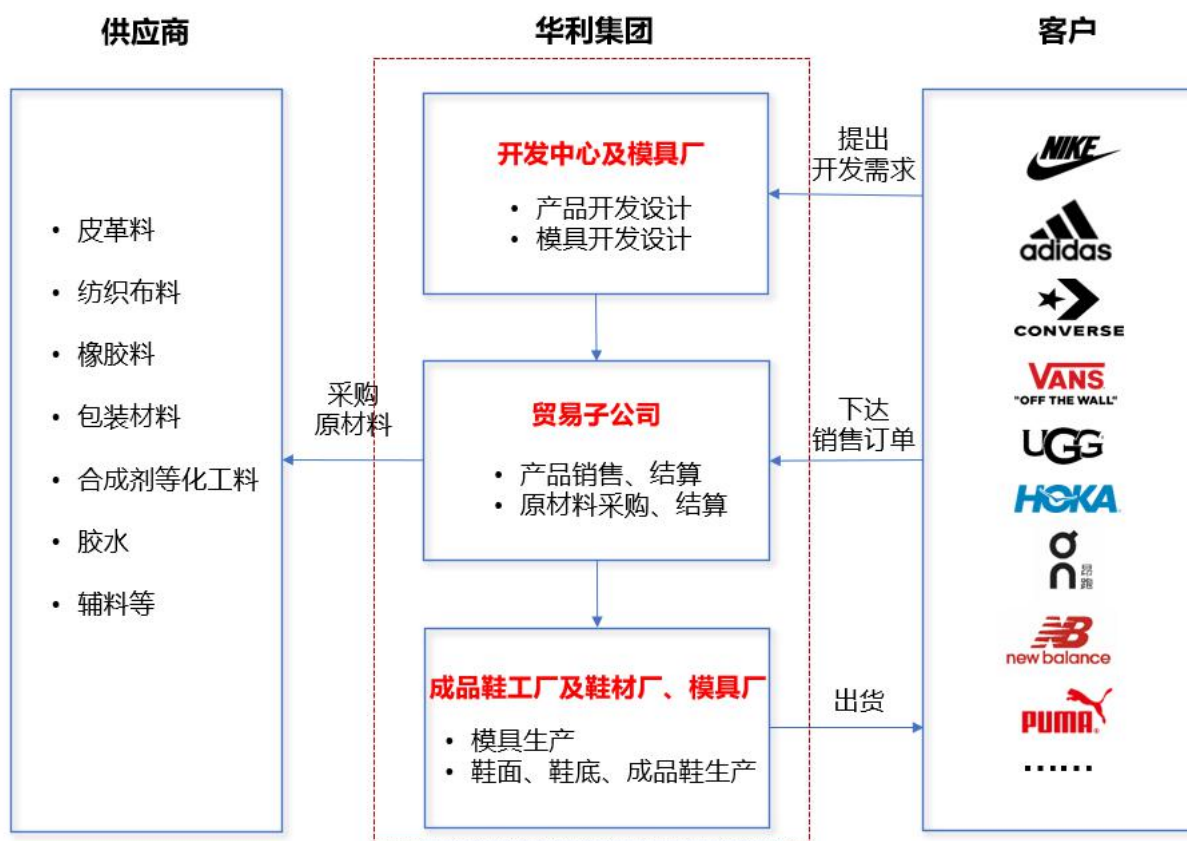 供应商
华利集团
客户
• 皮革料
• 纺织布料
• 橡胶料
• 包装材料
• 合成剂等化工料
• 胶水
• 辅料等
采购
原材料
开发中心及模具厂
• 产品开发设计
• 模具开发设计
贸易子公司
• 产品销售、结算
• 原材料采购、结算
成品鞋工厂及鞋材厂、模具厂
• 模具生产
• 鞋面、鞋底、成品鞋生产
提出
开发需求
下达
销售订单
出货
NIKE
adidas
CONVERSE
VANS
"OFF THE WALL"
UGG
HOKA
on
昂
跑
NB
new balance
PUMA
……